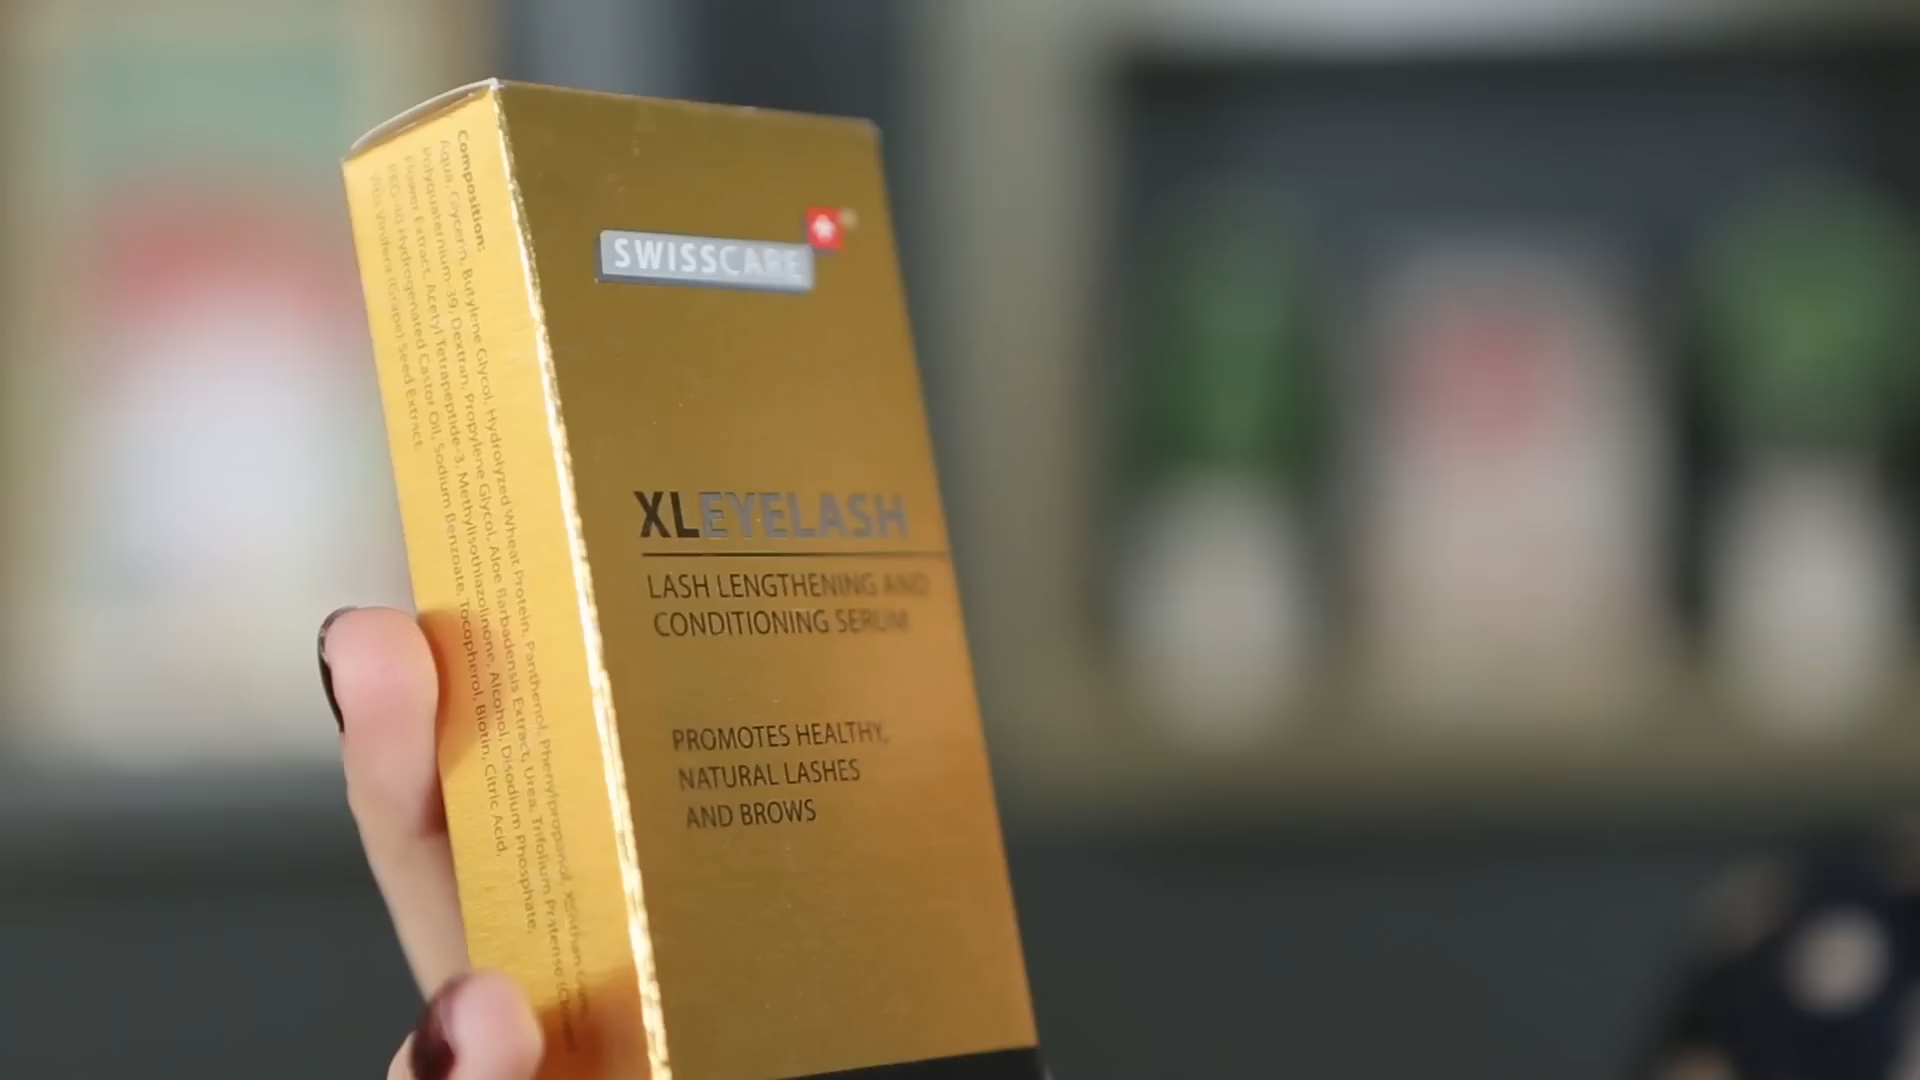 SWISSCARE
XLEYELASH
LASH LENGTHENING AND
CONDITIONING SERUM
PROMOTES HEALTHY,
NATURAL LASHES
AND BROWS
Composition:
Aqua, Glycerin, Butylene Glycol, Hydrolyzed Wheat Protein, Panthenol, Phenylpropanol, Xanthan
Polyquaternium-39, Dextran, Propylene Glycol, Aloe Barbadensis Extract, Urea, Trifolium Pratense (Clover)
Flower Extract, Acetyl Tetrapeptide-3, Methylisothiazolinone, Alcohol, Disodium Phosphate,
PEG-40 Hydrogenated Castor Oil, Sodium Benzoate, Tocopherol, Biotin, Citric Acid,
Vitis Vinifera (Grape) Seed Extract.